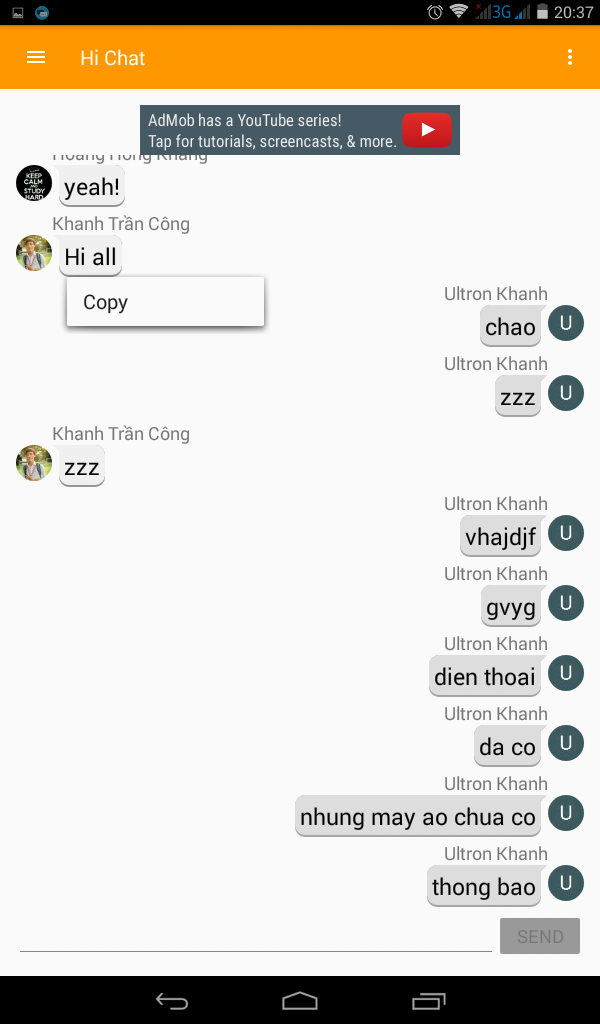 3G 20:37
Hi Chat
AdMob has a YouTube series!
Tap for tutorials, screencasts, & more.
Hoang Hong Khang
KEEP
CALM
AND
STUDY
HARD
yeah!
Khanh Trần Công
Hi all
Copy
Ultron Khanh
chao
U
Ultron Khanh
zzz
U
Khanh Trần Công
zzz
Ultron Khanh
vhajdjf
U
Ultron Khanh
gvyg
U
Ultron Khanh
dien thoai
U
Ultron Khanh
da co
U
Ultron Khanh
nhung may ao chua co
U
Ultron Khanh
thong bao
U
SEND